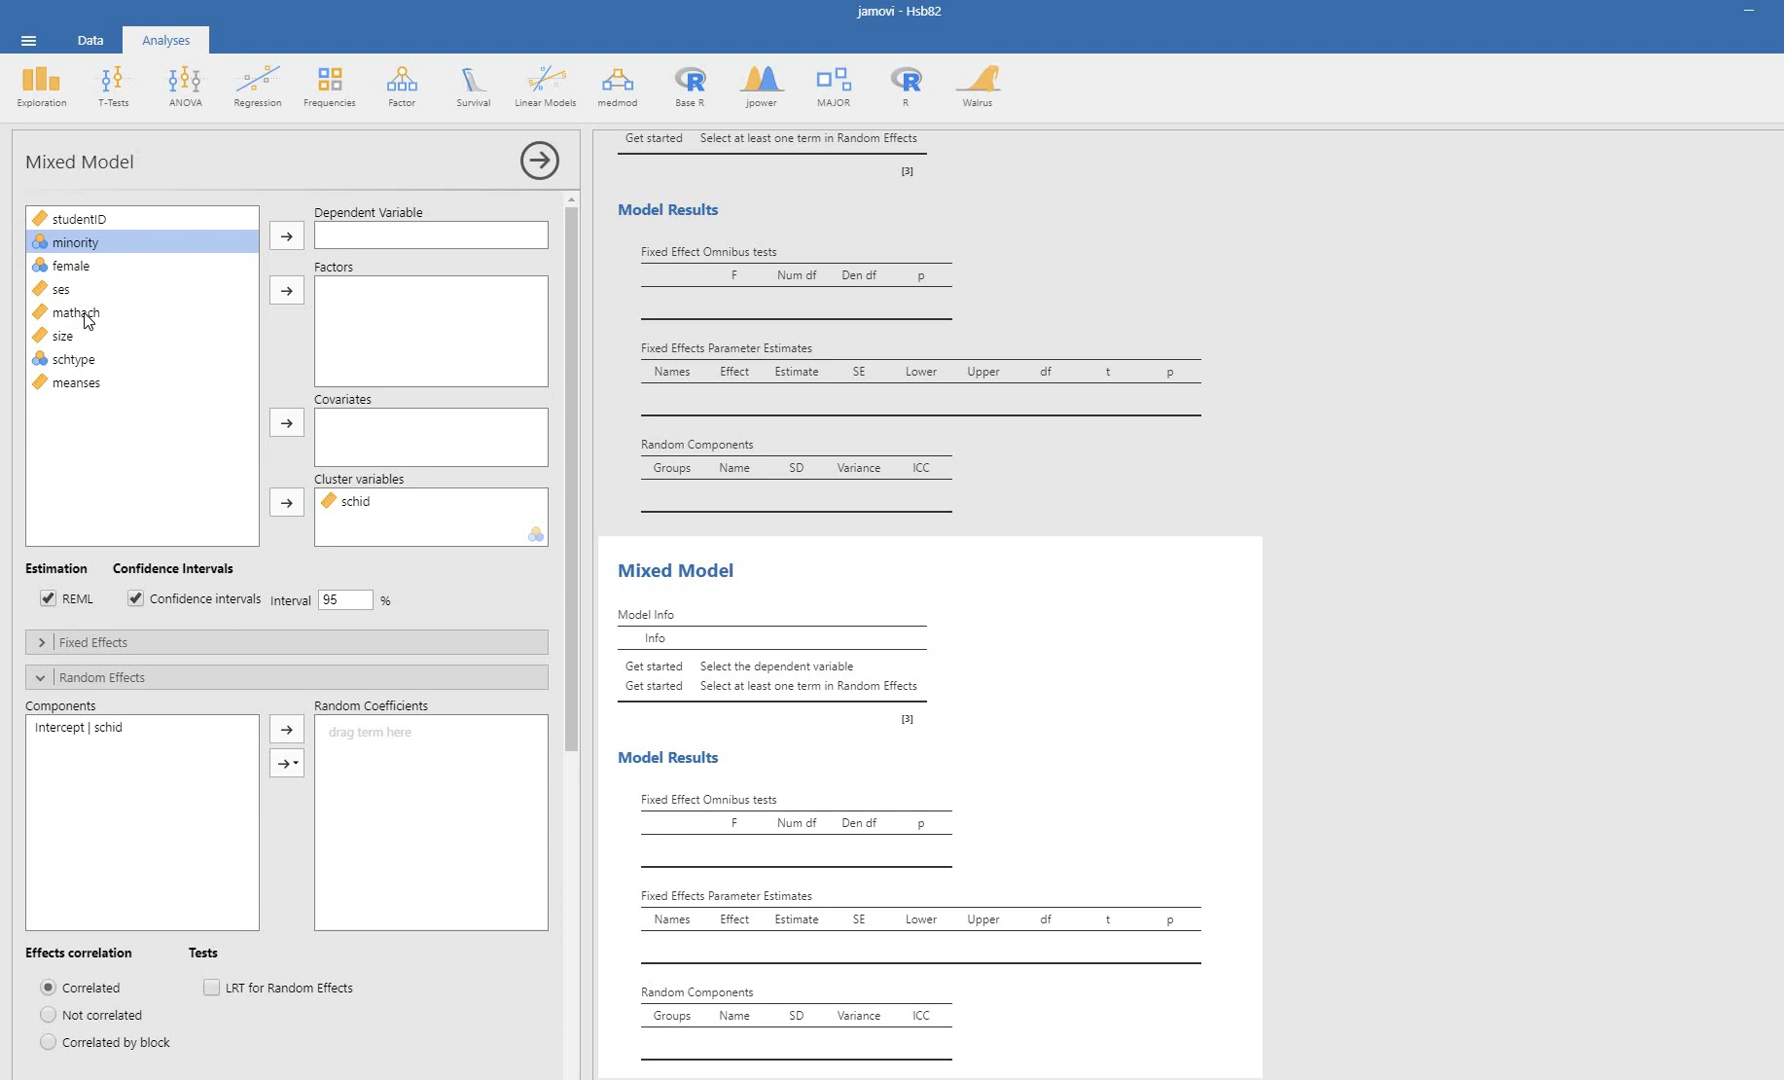 jamovi - Hsb82
Data
Analyses
Exploration
T-Tests
ANOVA
Regression
Frequencies
Factor
Survival
Linear Models
medmod
Base R
jpower
MAJOR
R
Walrus
Mixed Model
studentID
minority
female
ses
mathach
size
schtype
meanses
Dependent Variable
Factors
Covariates
Cluster variables
schid
Estimation
Confidence Intervals
REML
Confidence intervals
Interval 95 %
Fixed Effects
Random Effects
Components
Random Coefficients
Intercept | schid
drag term here
Effects correlation
Tests
Correlated
LRT for Random Effects
Not correlated
Correlated by block
Get started Select at least one term in Random Effects
[3]
Model Results
Fixed Effect Omnibus tests
F Num df Den df p
Fixed Effects Parameter Estimates
Names Effect Estimate SE Lower Upper df t p
Random Components
Groups Name SD Variance ICC
Mixed Model
Model Info
Info
Get started Select the dependent variable
Get started Select at least one term in Random Effects
[3]
Model Results
Fixed Effect Omnibus tests
F Num df Den df p
Fixed Effects Parameter Estimates
Names Effect Estimate SE Lower Upper df t p
Random Components
Groups Name SD Variance ICC